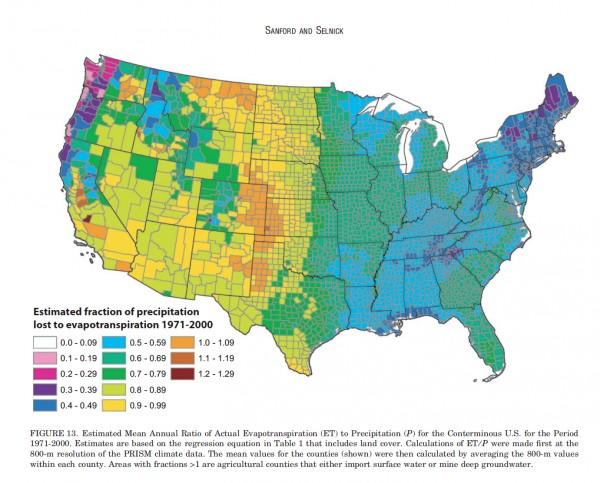 SANFORD AND SELNICK
Estimated fraction of precipitation
lost to evapotranspiration 1971-2000
0.0 - 0.09
0.1 - 0.19
0.2 - 0.29
0.3 - 0.39
0.4 - 0.49
0.5 - 0.59
0.6 - 0.69
0.7 - 0.79
0.8 - 0.89
0.9 - 0.99
1.0 - 1.09
1.1 - 1.19
1.2 - 1.29
FIGURE 13. Estimated Mean Annual Ratio of Actual Evapotranspiration (ET) to Precipitation (P) for the Conterminous U.S. for the Period
1971-2000. Estimates are based on the regression equation in Table 1 that includes land cover. Calculations of ET/P were made first at the
800-m resolution of the PRISM climate data. The mean values for the counties (shown) were then calculated by averaging the 800-m values
within each county. Areas with fractions >1 are agricultural counties that either import surface water or mine deep groundwater.